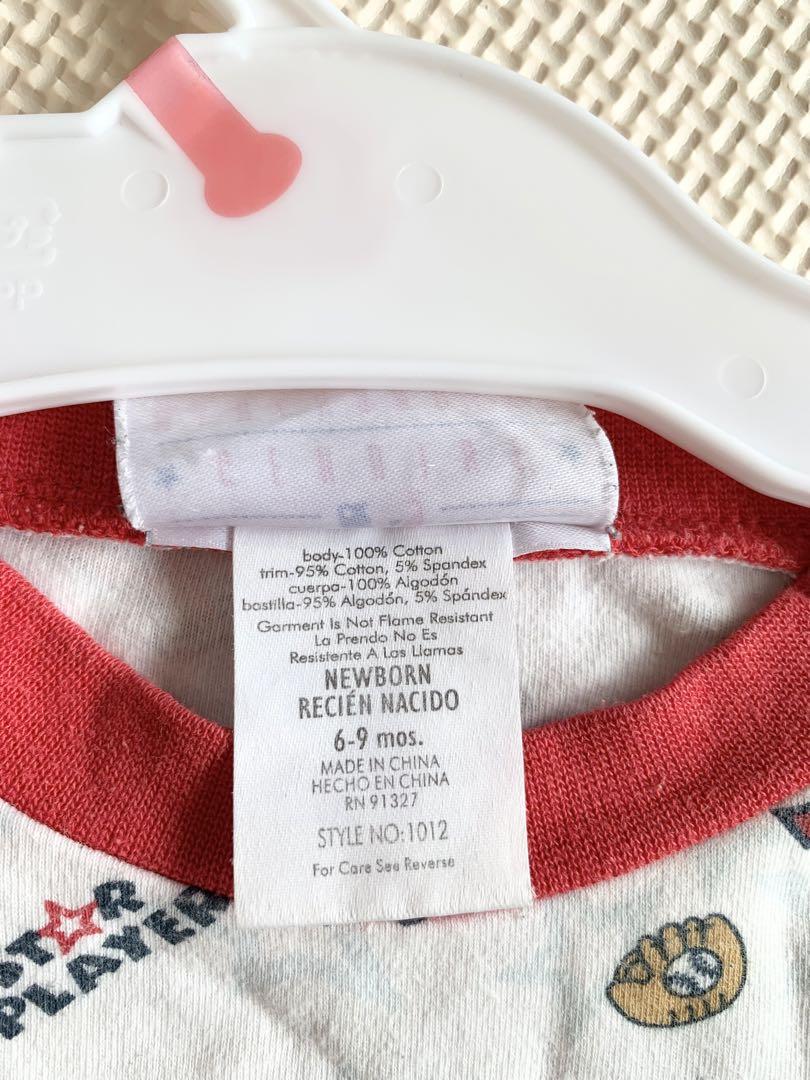 body-100% Cotton
trim-95% Cotton, 5% Spandex
cuerpa-100% Algodón
bastilla-95% Algodón, 5% Spándex
Garment Is Not Flame Resistant
La Prendo No Es
Resistente A Las Llamas
NEWBORN
RECIÉN NACIDO
6-9 mos.
MADE IN CHINA
HECHO EN CHINA
RN 91327
STYLE NO:1012
For Care See Reverse
STAR
PLAYER